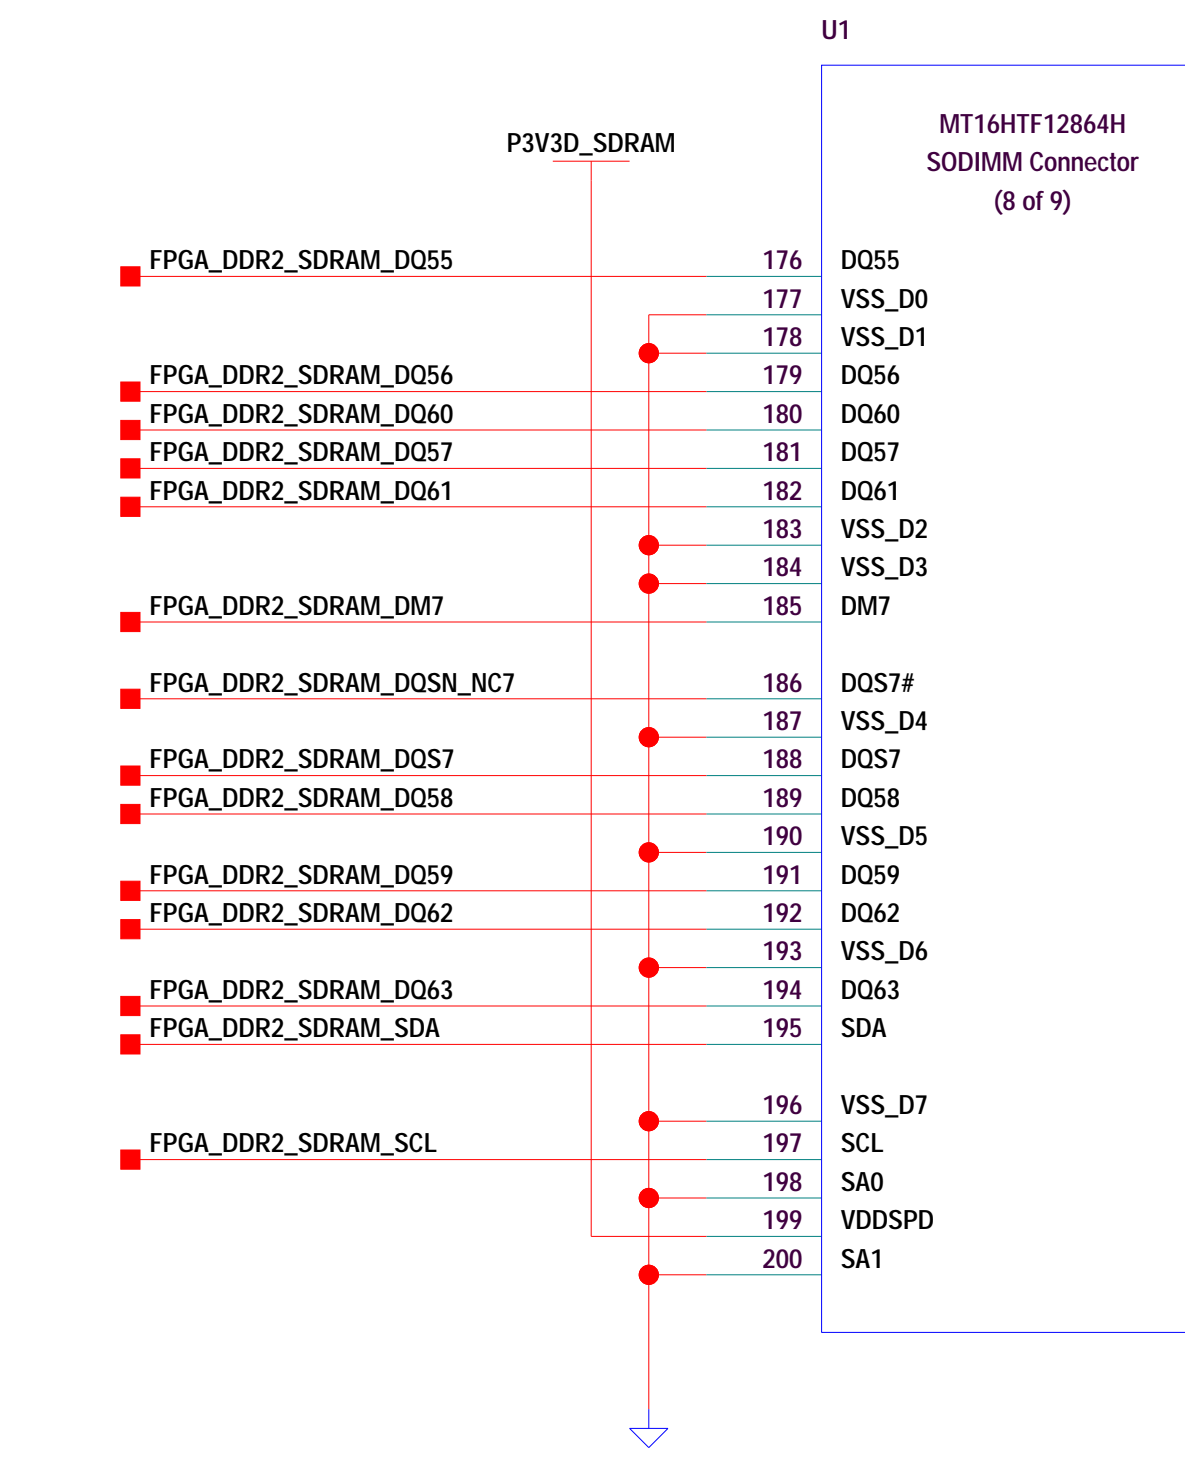 U1
MT16HTF12864H
SODIMM Connector
(8 of 9)
P3V3D_SDRAM
FPGA_DDR2_SDRAM_DQ55 176 DQ55
177 VSS_D0
178 VSS_D1
FPGA_DDR2_SDRAM_DQ56 179 DQ56
FPGA_DDR2_SDRAM_DQ60 180 DQ60
FPGA_DDR2_SDRAM_DQ57 181 DQ57
FPGA_DDR2_SDRAM_DQ61 182 DQ61
183 VSS_D2
184 VSS_D3
FPGA_DDR2_SDRAM_DM7 185 DM7
FPGA_DDR2_SDRAM_DQSN_NC7 186 DQS7#
187 VSS_D4
FPGA_DDR2_SDRAM_DQS7 188 DQS7
FPGA_DDR2_SDRAM_DQ58 189 DQ58
190 VSS_D5
FPGA_DDR2_SDRAM_DQ59 191 DQ59
FPGA_DDR2_SDRAM_DQ62 192 DQ62
193 VSS_D6
FPGA_DDR2_SDRAM_DQ63 194 DQ63
FPGA_DDR2_SDRAM_SDA 195 SDA
196 VSS_D7
FPGA_DDR2_SDRAM_SCL 197 SCL
198 SA0
199 VDDSPD
200 SA1